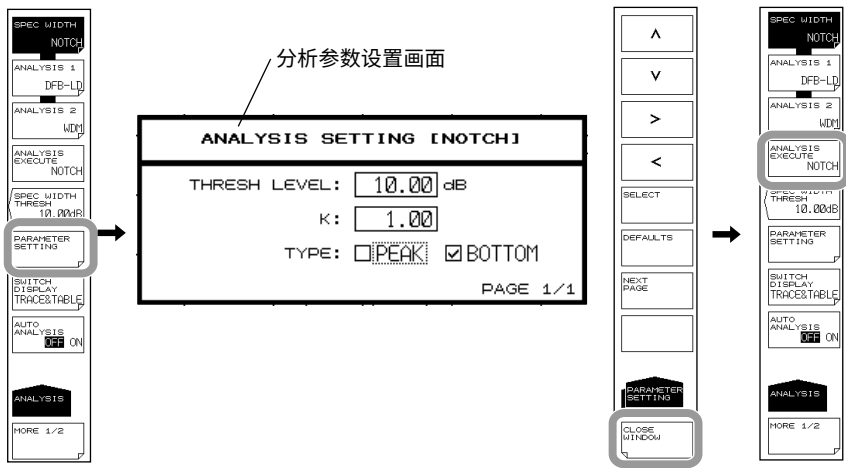 SPEC WIDTH
NOTCH
ANALYSIS 1
DFB-LD
ANALYSIS 2
WDM
ANALYSIS
EXECUTE
NOTCH
SPEC WIDTH
THRESH
10.00dB
PARAMETER
SETTING
SWITCH
DISPLAY
TRACE&TABLE
AUTO
ANALYSIS
OFF ON
ANALYSIS
MORE 1/2
分析参数设置画面
ANALYSIS SETTING [NOTCH]
THRESH LEVEL: 10.00 dB
K: 1.00
TYPE: PEAK BOTTOM
PAGE 1/1
SELECT
DEFAULTS
NEXT
PAGE
PARAMETER
SETTING
CLOSE
WINDOW
SPEC WIDTH
NOTCH
ANALYSIS 1
DFB-LD
ANALYSIS 2
WDM
ANALYSIS
EXECUTE
NOTCH
SPEC WIDTH
THRESH
10.00dB
PARAMETER
SETTING
SWITCH
DISPLAY
TRACE&TABLE
AUTO
ANALYSIS
OFF ON
ANALYSIS
MORE 1/2